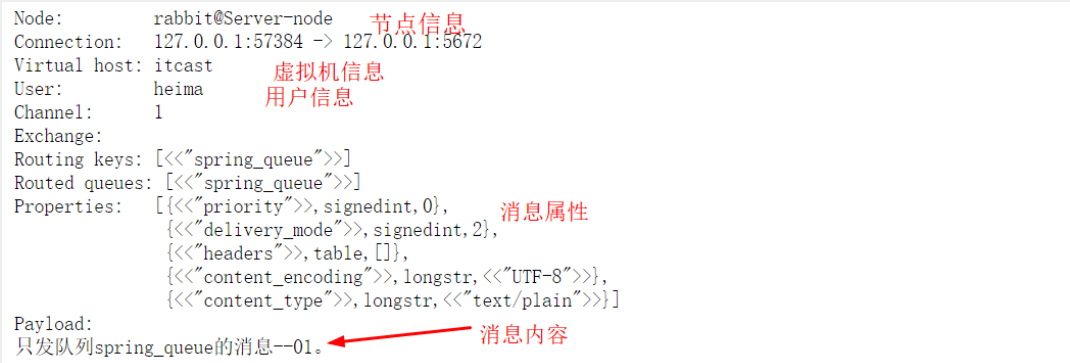 Node: rabbit@Server-node 节点信息
Connection: 127.0.0.1:57384 -> 127.0.0.1:5672
Virtual host: itcast 虚拟机信息
User: heima 用户信息
Channel: 1
Exchange:
Routing keys: [<<"spring_queue">>]
Routed queues: [<<"spring_queue">>]
Properties: [{<<"priority">>,signedint,0}, 消息属性
{<<"delivery_mode">>,signedint,2},
{<<"headers">>,table,[]},
{<<"content_encoding">>,longstr,<<"UTF-8">>},
{<<"content_type">>,longstr,<<"text/plain">>}]
Payload: 消息内容
只发队列spring_queue的消息--01。